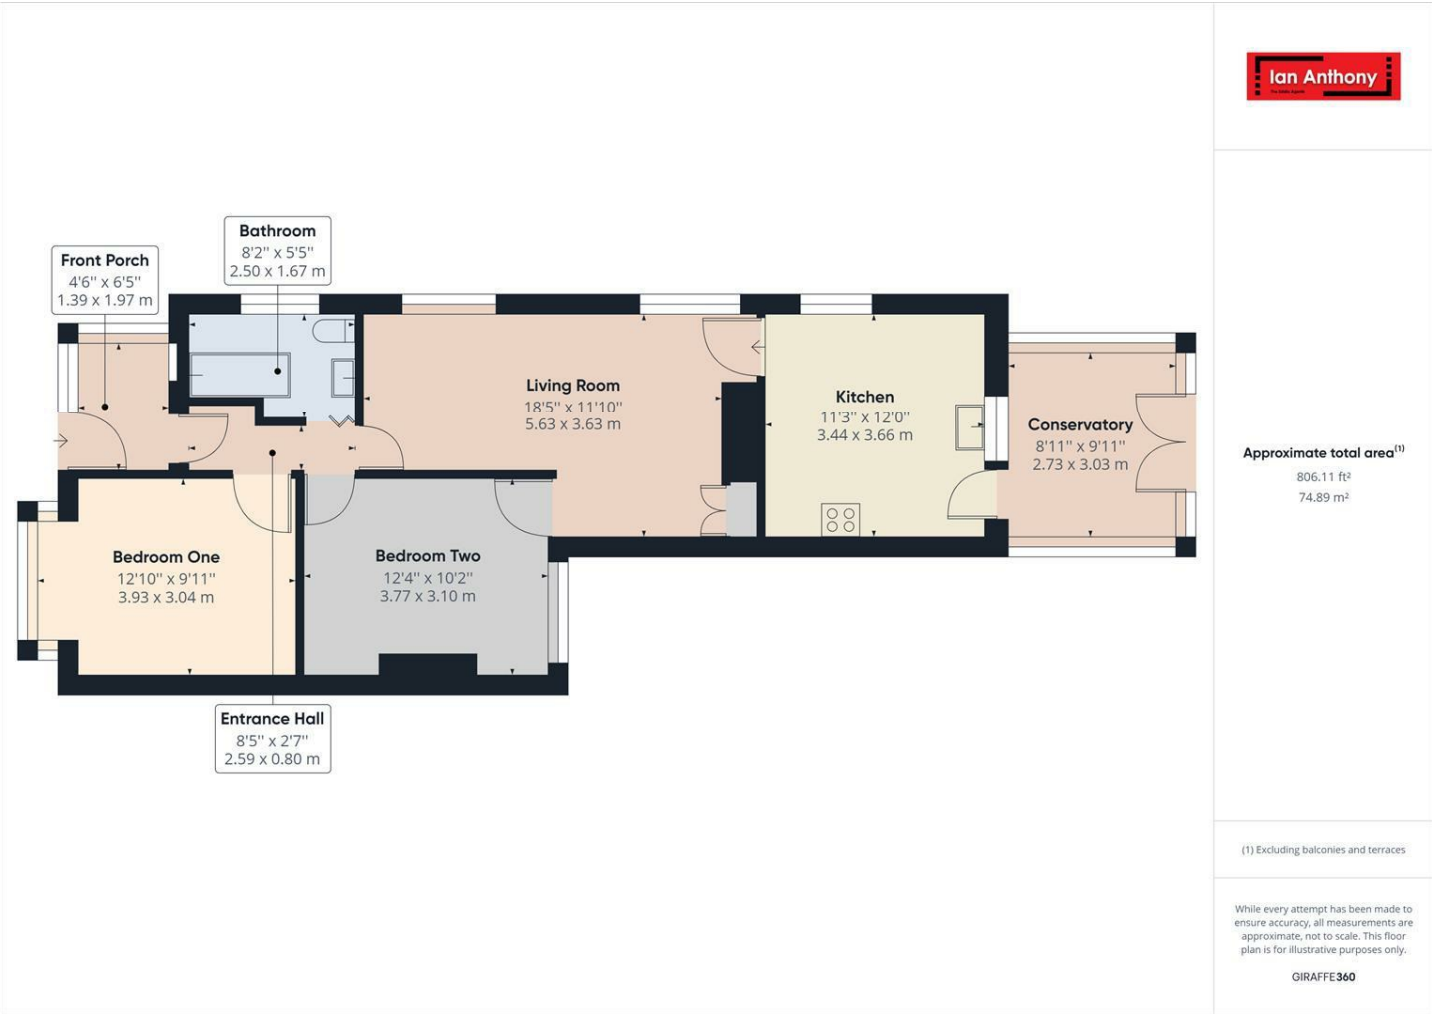 Ian Anthony
The Estate Agents
Bathroom
8'2" x 5'5"
2.50 x 1.67 m
Front Porch
4'6" x 6'5"
1.39 x 1.97 m
Living Room
18'5" x 11'10"
5.63 x 3.63 m
Kitchen
11'3" x 12'0"
3.44 x 3.66 m
Conservatory
8'11" x 9'11"
2.73 x 3.03 m
Bedroom One
12'10" x 9'11"
3.93 x 3.04 m
Bedroom Two
12'4" x 10'2"
3.77 x 3.10 m
Entrance Hall
8'5" x 2'7"
2.59 x 0.80 m
Approximate total area(1)
806.11 ft²
74.89 m²
(1) Excluding balconies and terraces
While every attempt has been made to
ensure accuracy, all measurements are
approximate, not to scale. This floor
plan is for illustrative purposes only.
GIRAFFE360